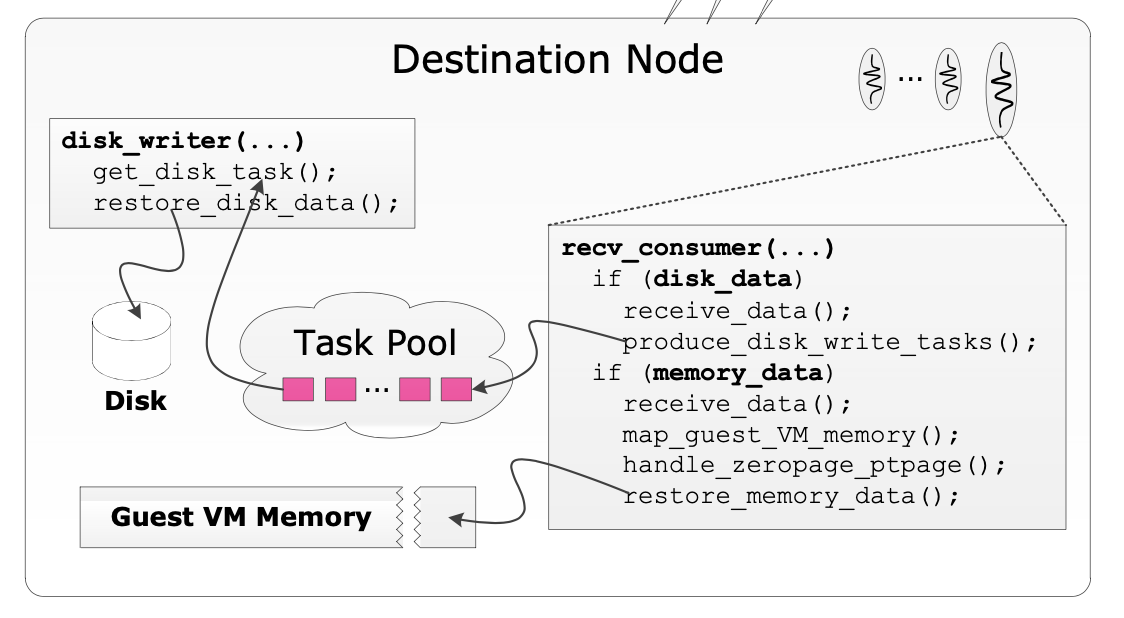 Destination Node
...
disk_writer(...)
get_disk_task();
restore_disk_data();
recv_consumer(...)
if (disk_data)
receive_data();
produce_disk_write_tasks();
if (memory_data)
receive_data();
map_guest_VM_memory();
handle_zeropage_ptpage();
restore_memory_data();
Task Pool
...
Disk
Guest VM Memory